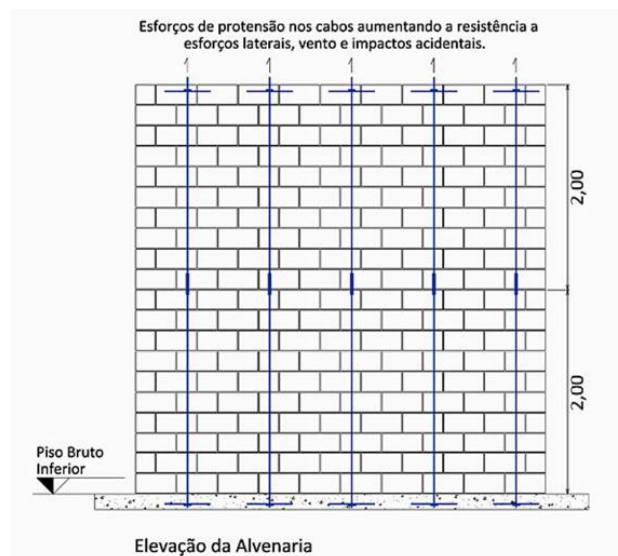 Esforços de protensão nos cabos aumentando a resistência a
esforços laterais, vento e impactos acidentais.
2,00
2,00
Piso Bruto
Inferior
Elevação da Alvenaria